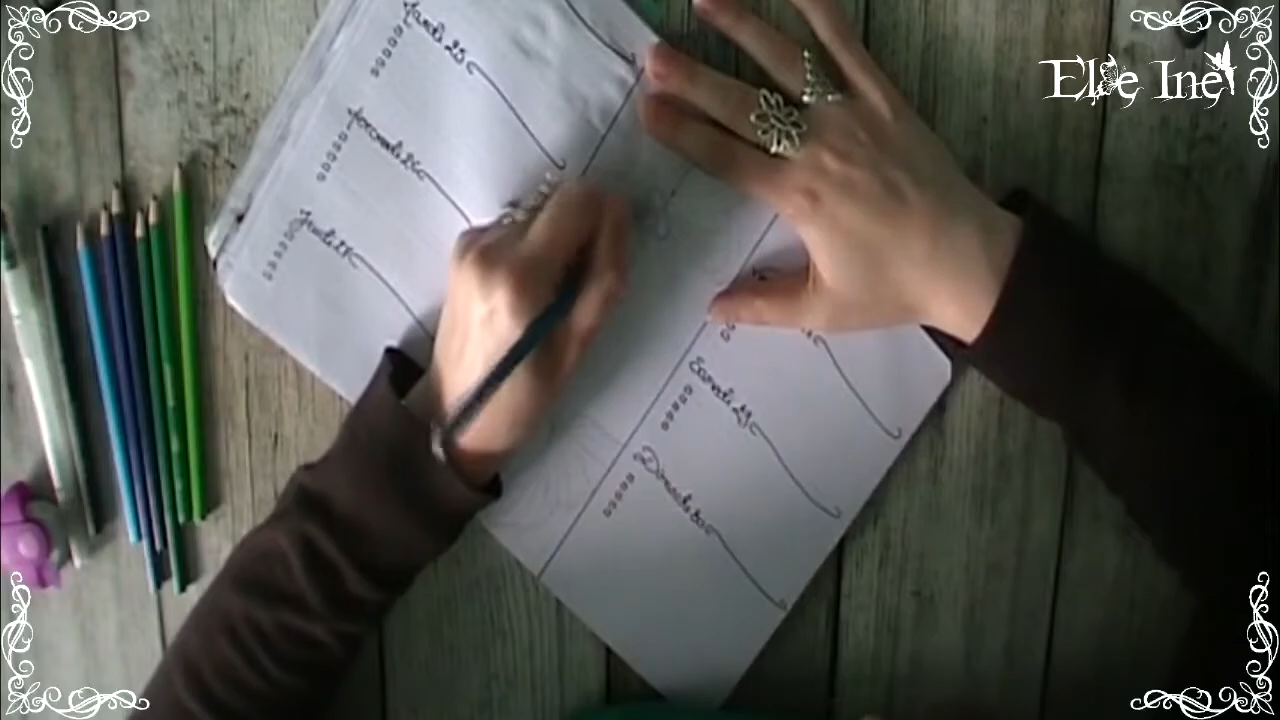 Elfe Ine
Mardi 25
Mercredi 26
Jeudi 27
Samedi 29
Dimanche 30